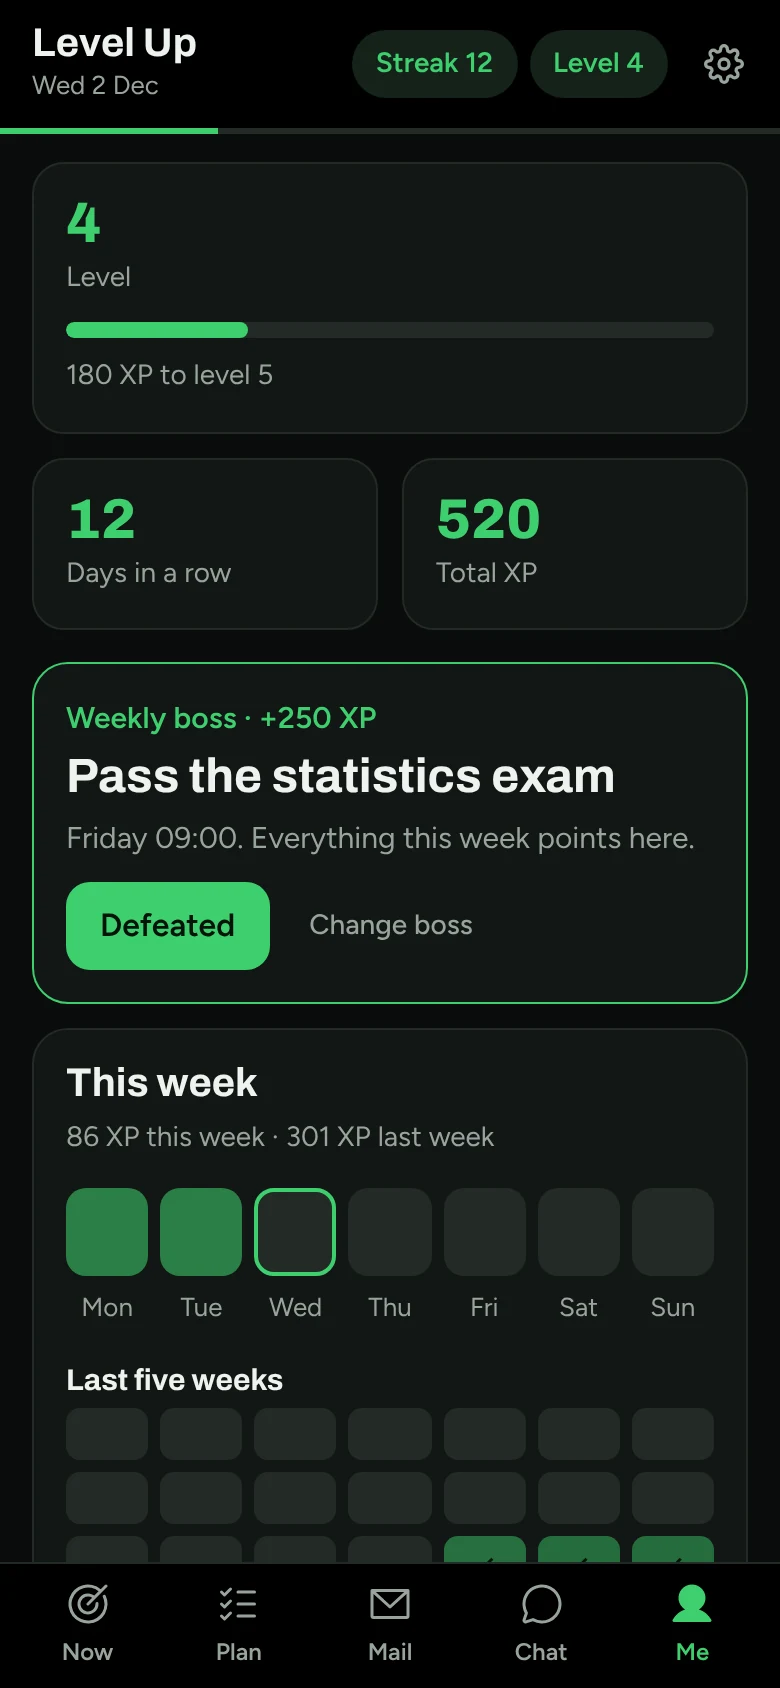 Level Up
Wed 2 Dec
Streak 12
Level 4
4
Level
180 XP to level 5
12
Days in a row
520
Total XP
Weekly boss · +250 XP
Pass the statistics exam
Friday 09:00. Everything this week points here.
Defeated
Change boss
This week
86 XP this week · 301 XP last week
Mon Tue Wed Thu Fri Sat Sun
Last five weeks
Now Plan Mail Chat Me